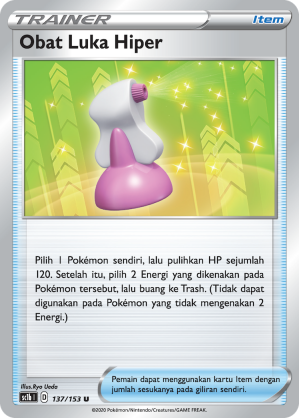 TRAINER Item
Obat Luka Hiper
Pilih 1 Pokémon sendiri, lalu pulihkan HP sejumlah
120. Setelah itu, pilih 2 Energi yang dikenakan pada
Pokémon tersebut, lalu buang ke Trash. (Tidak dapat
digunakan pada Pokémon yang tidak mengenakan 2
Energi.)
Illus.Ryo Ueda
sc1b I D 137/153 U
Pemain dapat menggunakan kartu Item dengan
jumlah sesukanya pada giliran sendiri.
©2020 Pokémon/Nintendo/Creatures/GAME FREAK.